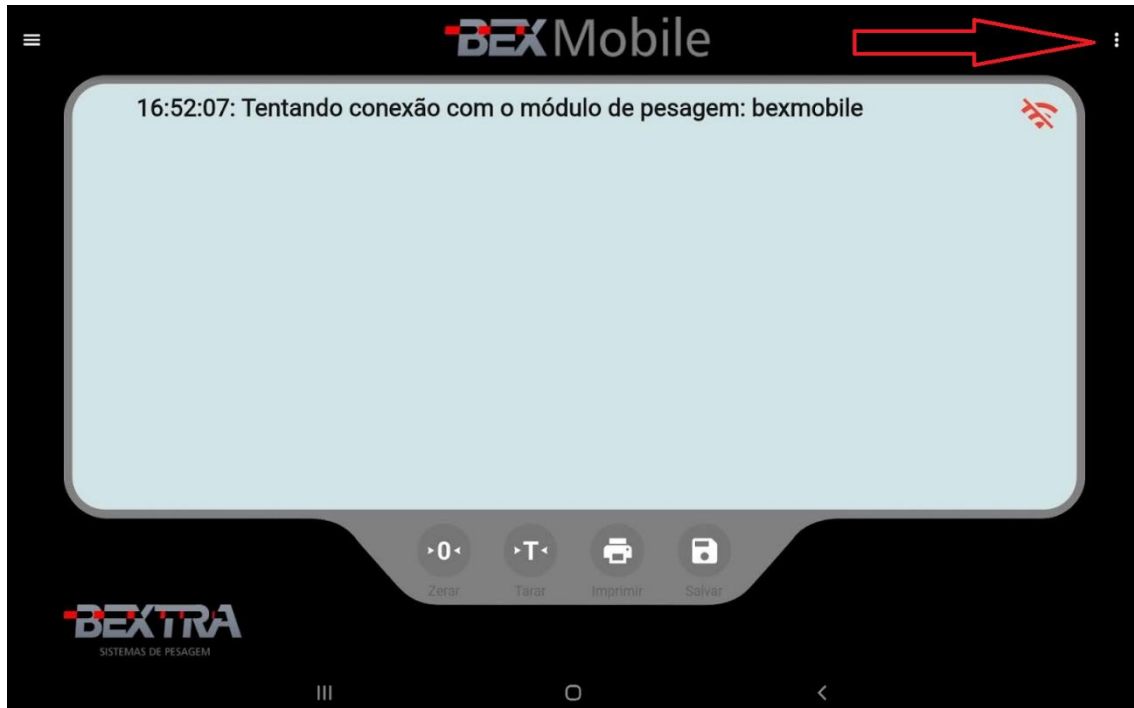 BEX Mobile
16:52:07: Tentando conexão com o módulo de pesagem: bexmobile
0 T
Zerar Tarar Imprimir Salvar
BEXTRA
SISTEMAS DE PESAGEM